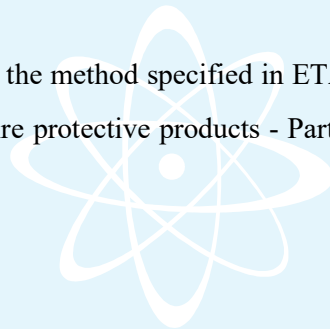 the method specified in ET
re protective products - Part